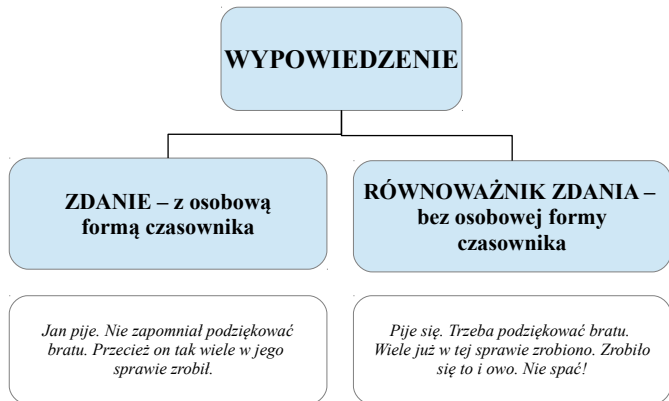 WYPOWIEDZENIE
ZDANIE – z osobową
formą czasownika
RÓWNOWAŻNIK ZDANIA –
bez osobowej formy
czasownika
Jan pije. Nie zapomniał podziękować
bratu. Przecież on tak wiele w jego
sprawie zrobił.
Pije się. Trzeba podziękować bratu.
Wiele już w tej sprawie zrobiono. Zrobiło
się to i owo. Nie spać!